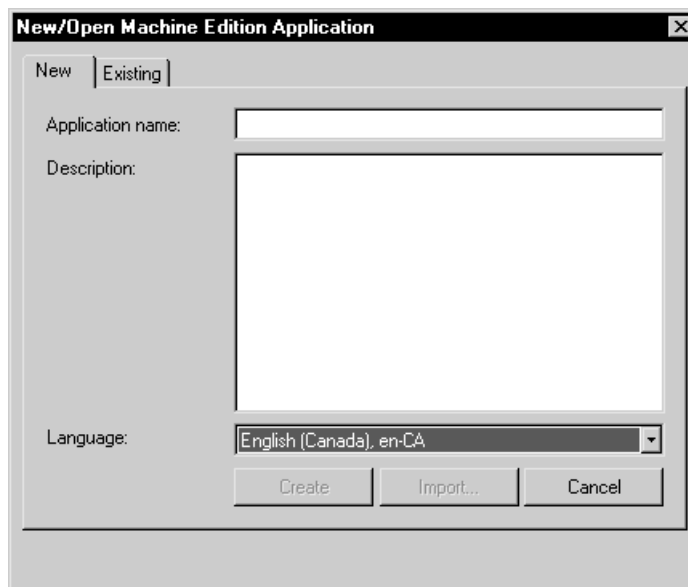 New/Open Machine Edition Application
New
Existing
Application name:
Description:
Language:
English (Canada), en-CA
Create
Import...
Cancel